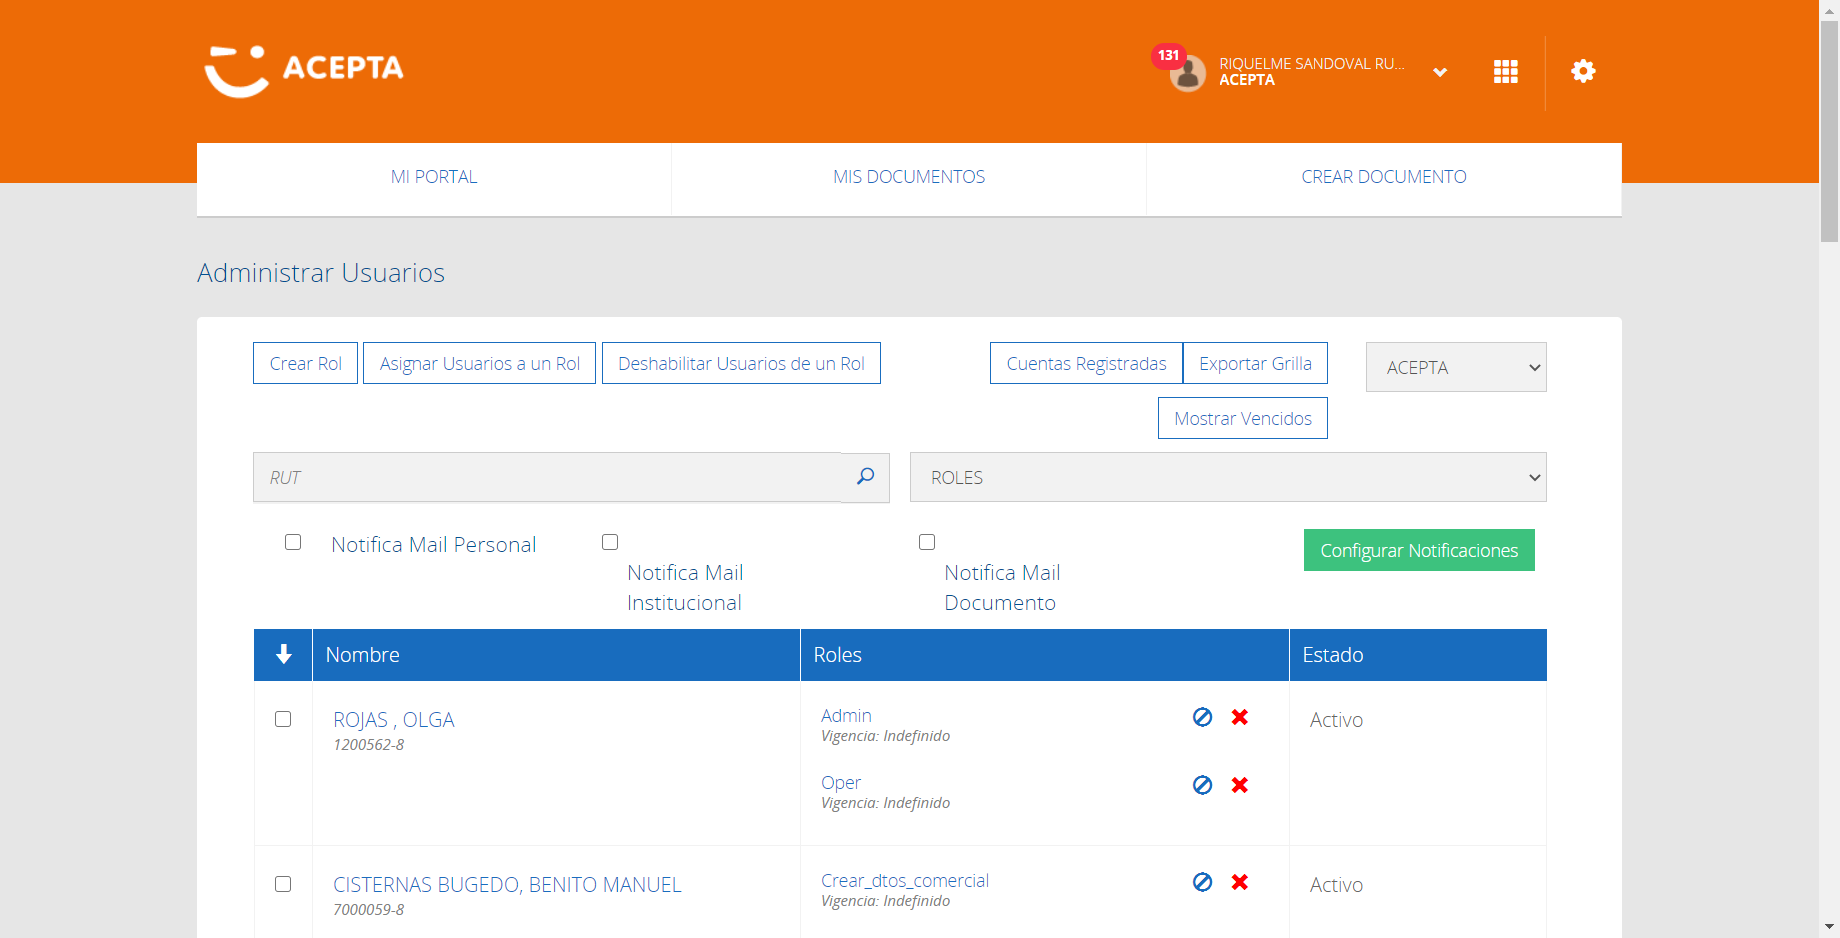 ACEPTA
131
RIQUELME SANDOVAL RU...
ACEPTA
MI PORTAL
MIS DOCUMENTOS
CREAR DOCUMENTO
Administrar Usuarios
Crear Rol
Asignar Usuarios a un Rol
Deshabilitar Usuarios de un Rol
Cuentas Registradas
Exportar Grilla
ACEPTA
Mostrar Vencidos
RUT
ROLES
Notifica Mail Personal
Notifica Mail
Institucional
Notifica Mail
Documento
Configurar Notificaciones
Nombre
Roles
Estado
ROJAS , OLGA
1200562-8
Admin
Vigencia: Indefinido
Oper
Vigencia: Indefinido
Activo
CISTERNAS BUGEDO, BENITO MANUEL
7000059-8
Crear_dtos_comercial
Vigencia: Indefinido
Activo